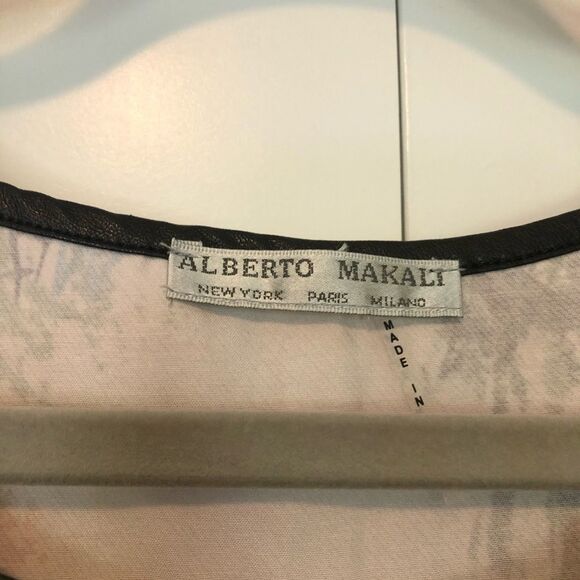 ALBERTO MAKALI
NEW YORK PARIS MILANO
MADE IN